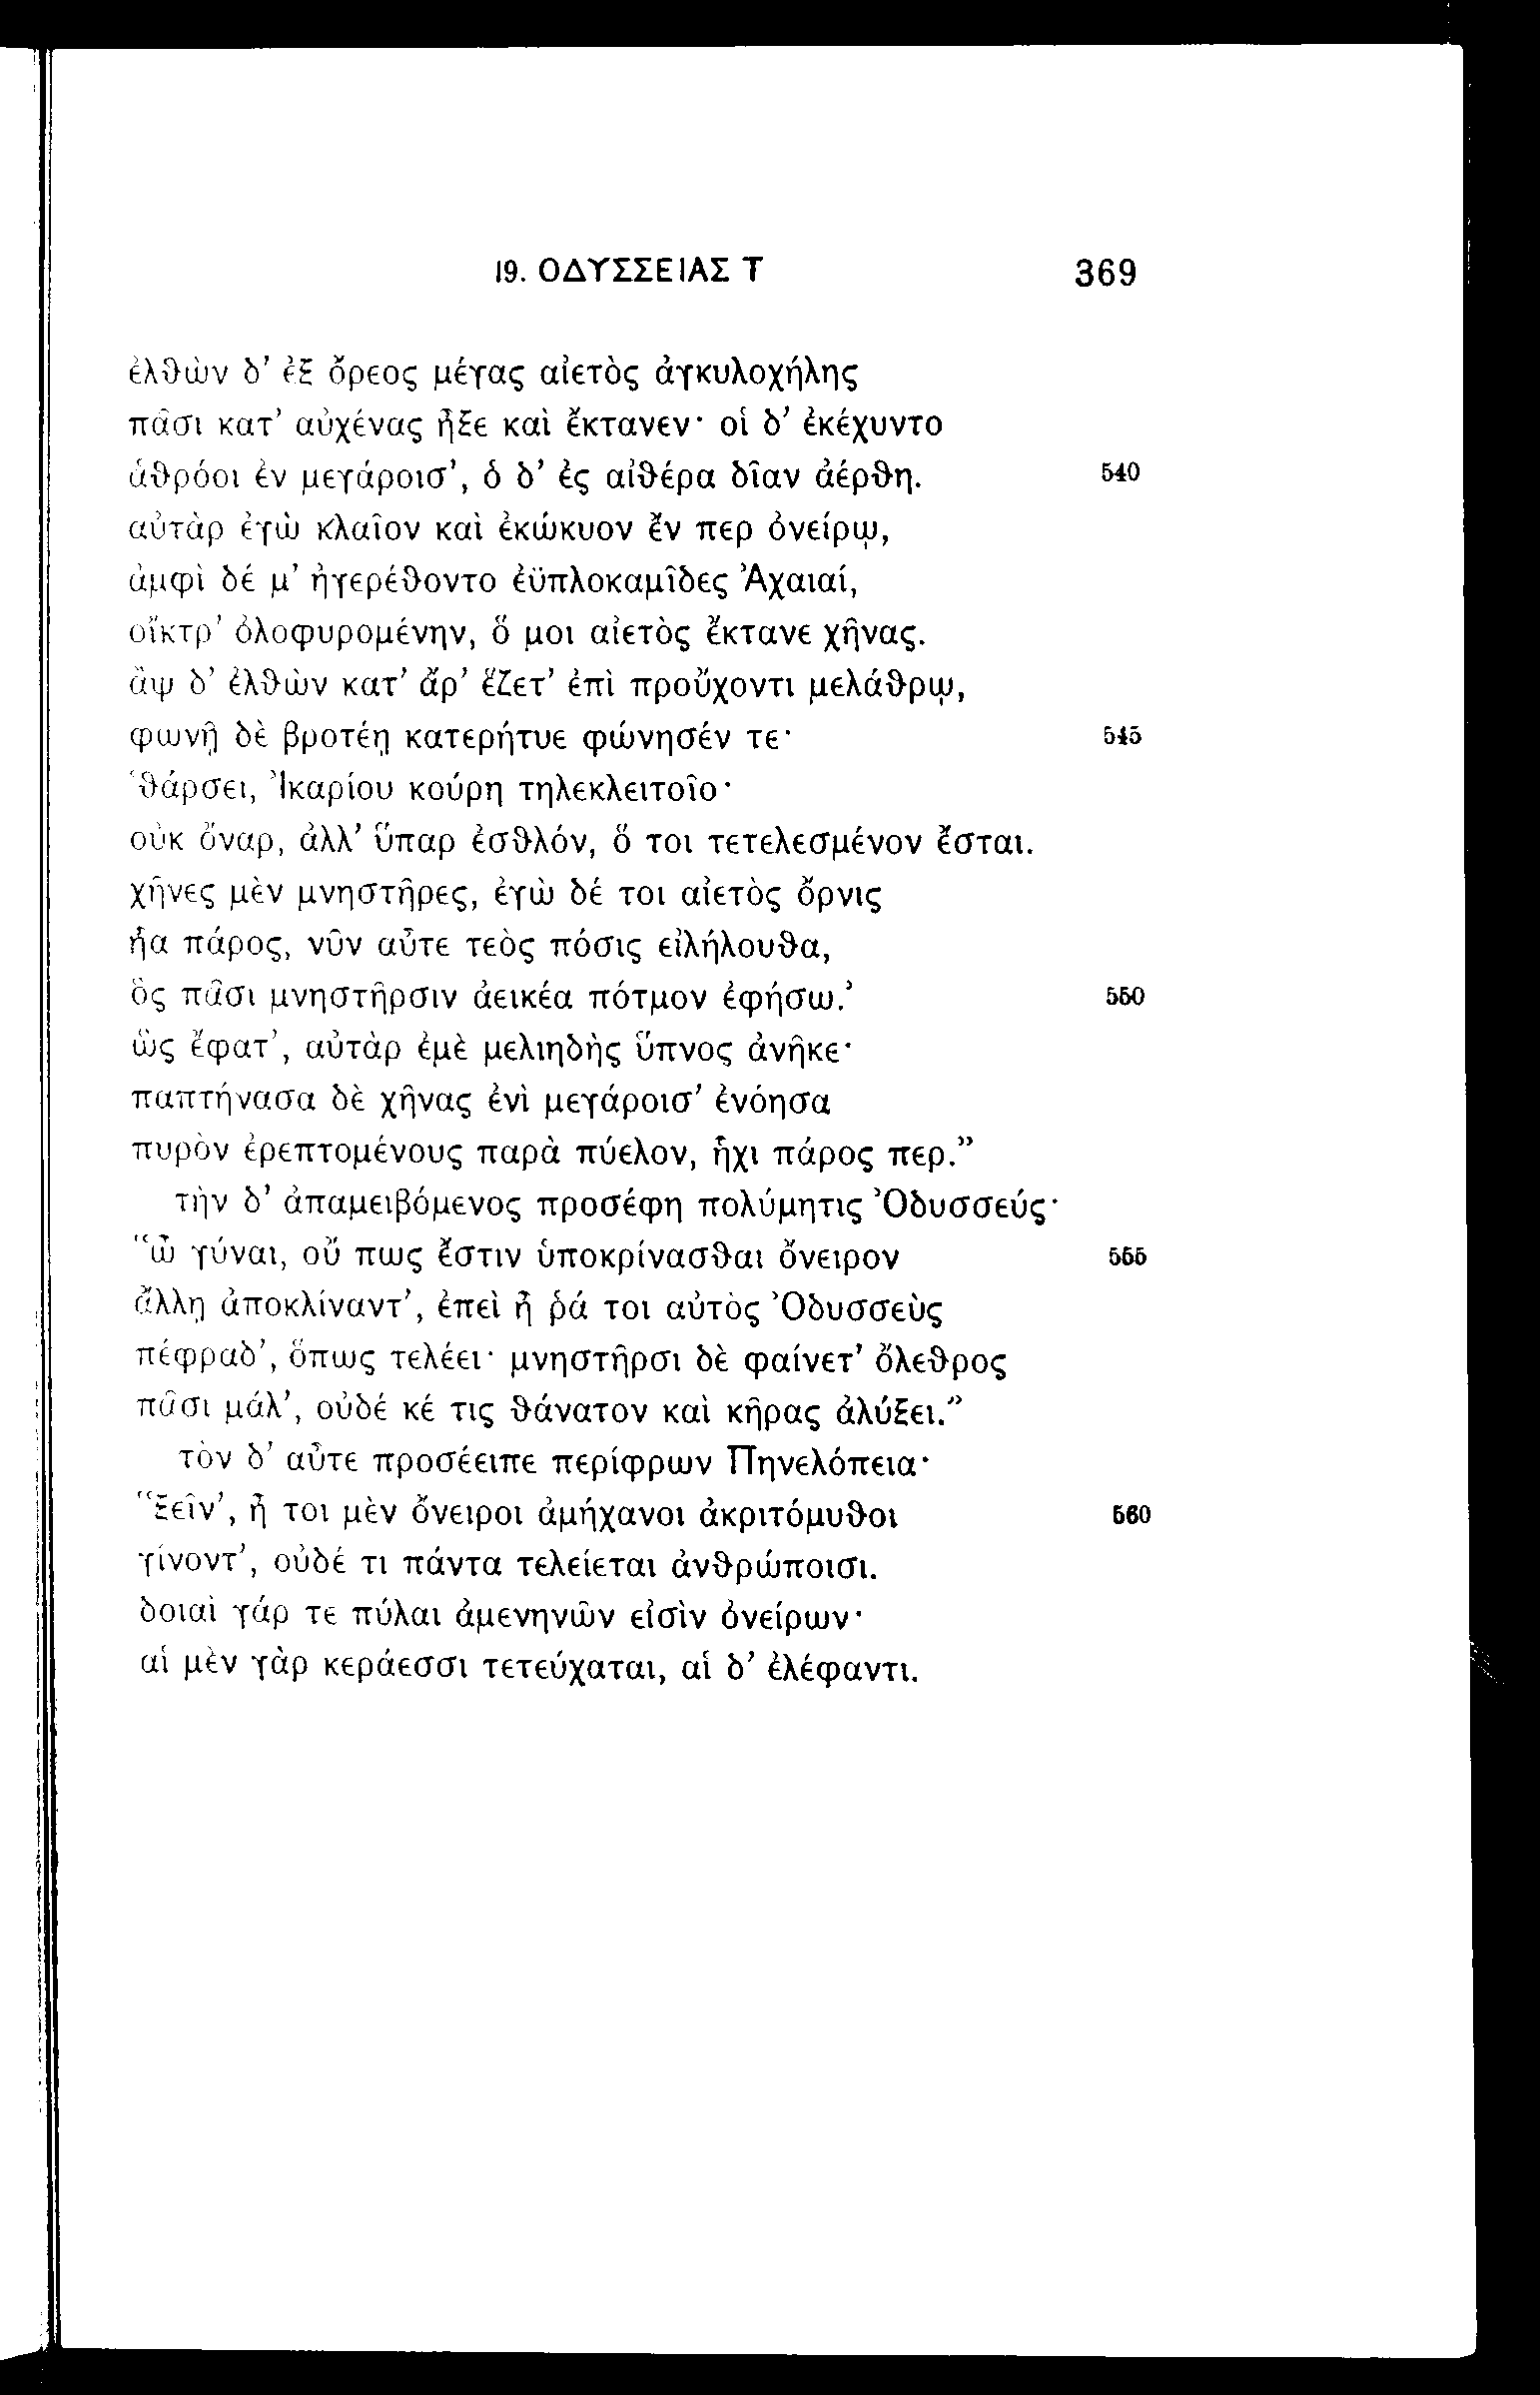 19. ΟΔΥΣΣΕΙΑΣ Τ 369
ἐλθὼν δ’ ἐξ ὄρεος μέγας αἰετὸς ἀγκυλοχήλης
πᾶσι κατ’ αὐχένας ἦξε καὶ ἔκτανεν· οἱ δ’ ἐκέχυντο
ἁθρόοι ἐν μεγάροισ’, ὁ δ’ ἐς αἰθέρα δῖαν ἀέρθη. 540
αὐτὰρ ἐγὼ κλαῖον καὶ ἐκώκυον ἔν περ ὀνείρῳ,
ἀμφὶ δέ μ’ ἠγερέθοντο ἐϋπλοκαμῖδες Ἀχαιαί,
οἴκτρ’ ὀλοφυρομένην, ὅ μοι αἰετὸς ἔκτανε χῆνας.
ἂψ δ’ ἐλθὼν κατ’ ἄρ’ ἕζετ’ ἐπὶ προὔχοντι μελάθρῳ,
φωνῇ δὲ βροτέῃ κατερήτυε φώνησέν τε· 545
‘θάρσει, Ἰκαρίου κούρη τηλεκλειτοῖο·
οὐκ ὄναρ, ἀλλ’ ὕπαρ ἐσθλόν, ὅ τοι τετελεσμένον ἔσται.
χῆνες μὲν μνηστῆρες, ἐγὼ δέ τοι αἰετὸς ὄρνις
ἦα πάρος, νῦν αὖτε τεὸς πόσις εἰλήλουθα,
ὃς πᾶσι μνηστῆρσιν ἀεικέα πότμον ἐφήσω.’ 550
ὣς ἔφατ’, αὐτὰρ ἐμὲ μελιηδὴς ὕπνος ἀνῆκε·
παπτήνασα δὲ χῆνας ἐνὶ μεγάροισ’ ἐνόησα
πυρὸν ἐρεπτομένους παρὰ πύελον, ἧχι πάρος περ.”
τὴν δ’ ἀπαμειβόμενος προσέφη πολύμητις Ὀδυσσεύς·
“ὦ γύναι, οὔ πως ἔστιν ὑποκρίνασθαι ὄνειρον 555
ἄλλῃ ἀποκλίναντ’, ἐπεὶ ἦ ῥά τοι αὐτὸς Ὀδυσσεὺς
πέφραδ’, ὅπως τελέει· μνηστῆρσι δὲ φαίνετ’ ὄλεθρος
πᾶσι μάλ’, οὐδέ κέ τις θάνατον καὶ κῆρας ἀλύξει.”
τὸν δ’ αὖτε προσέειπε περίφρων Πηνελόπεια·
“ξεῖν’, ἦ τοι μὲν ὄνειροι ἀμήχανοι ἀκριτόμυθοι 560
γίνοντ’, οὐδέ τι πάντα τελείεται ἀνθρώποισι.
δοιαὶ γάρ τε πύλαι ἀμενηνῶν εἰσὶν ὀνείρων·
αἱ μὲν γὰρ κεράεσσι τετεύχαται, αἱ δ’ ἐλέφαντι.